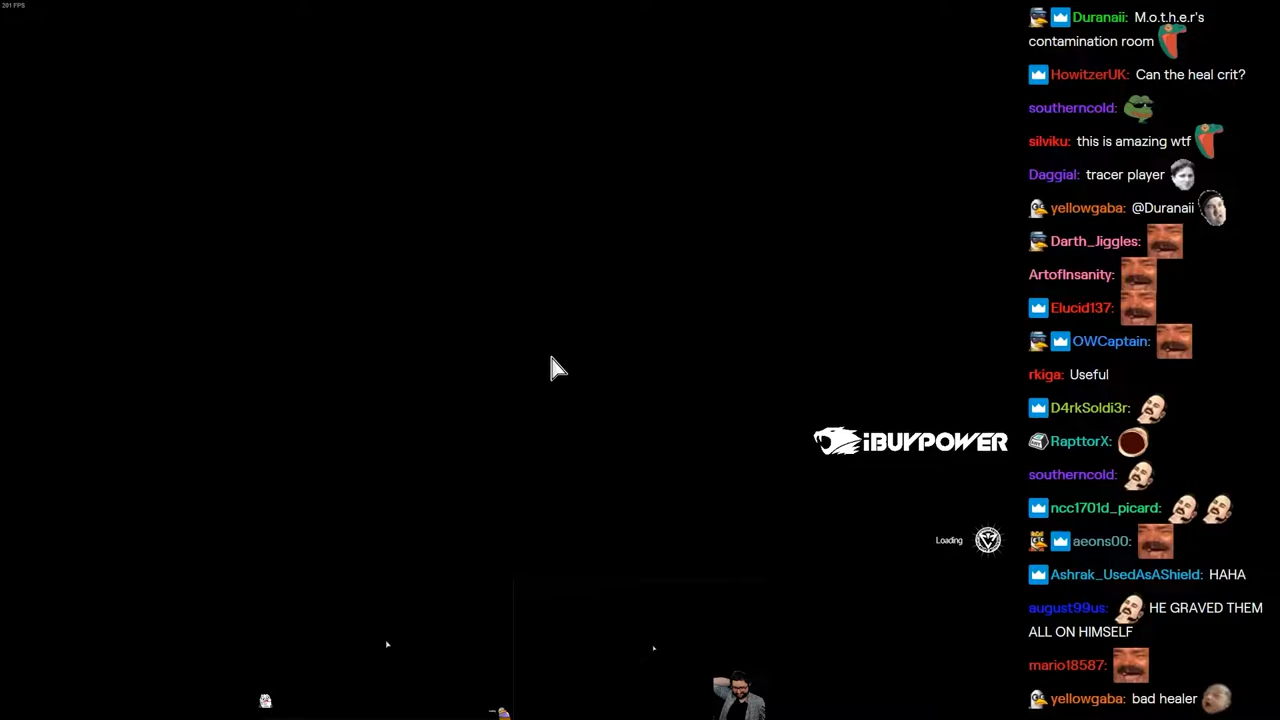 201 FPS
Duranaii: M.o.t.h.e.r's
contamination room
HowitzerUK: Can the heal crit?
southerncold:
silviku: this is amazing wtf
Daggial: tracer player
yellowgaba: @Duranaii
Darth_Jiggles:
ArtofInsanity:
Elucid137:
OWCaptain:
rkiga: Useful
D4rkSoldi3r:
RapttorX:
iBUYPOWER
southerncold:
ncc1701d_picard:
Loading
aeons00:
Ashrak_UsedAsAShield: HAHA
august99us: HE GRAVED THEM
ALL ON HIMSELF
mario18587:
yellowgaba: bad healer